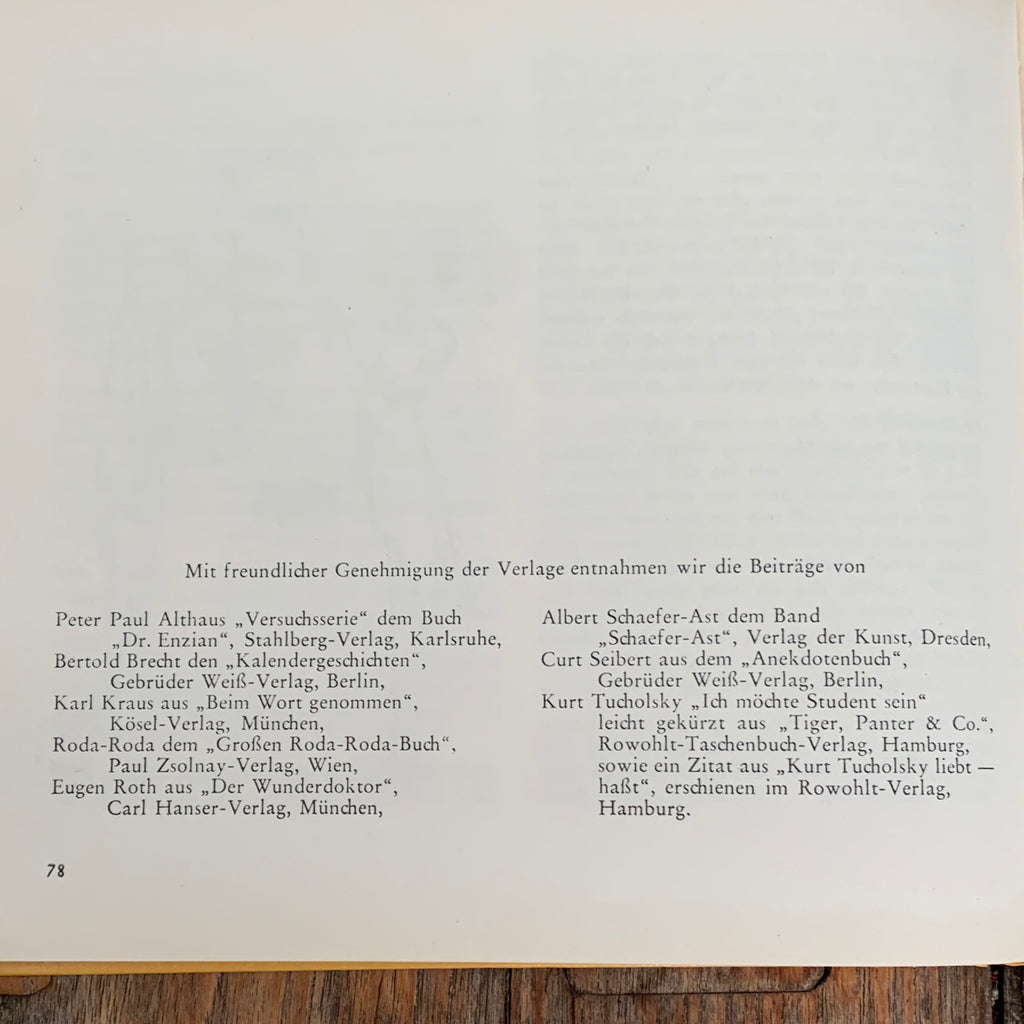 Mit freundlicher Genehmigung der Verlage entnahmen wir die Beiträge von
Peter Paul Althaus „Versuchsserie“ dem Buch
„Dr. Enzian“, Stahlberg-Verlag, Karlsruhe,
Bertold Brecht den „Kalendergeschichten“,
Gebrüder Weiß-Verlag, Berlin,
Karl Kraus aus „Beim Wort genommen“,
Kösel-Verlag, München,
Roda-Roda dem „Großen Roda-Roda-Buch“,
Paul Zsolnay-Verlag, Wien,
Eugen Roth aus „Der Wunderdoktor“,
Carl Hanser-Verlag, München,
Albert Schaefer-Ast dem Band
„Schaefer-Ast“, Verlag der Kunst, Dresden,
Curt Seibert aus dem „Anekdotenbuch“,
Gebrüder Weiß-Verlag, Berlin,
Kurt Tucholsky „Ich möchte Student sein“
leicht gekürzt aus „Tiger, Panter & Co.“,
Rowohlt-Taschenbuch-Verlag, Hamburg,
sowie ein Zitat aus „Kurt Tucholsky liebt —
haßt“, erschienen im Rowohlt-Verlag,
Hamburg.
78